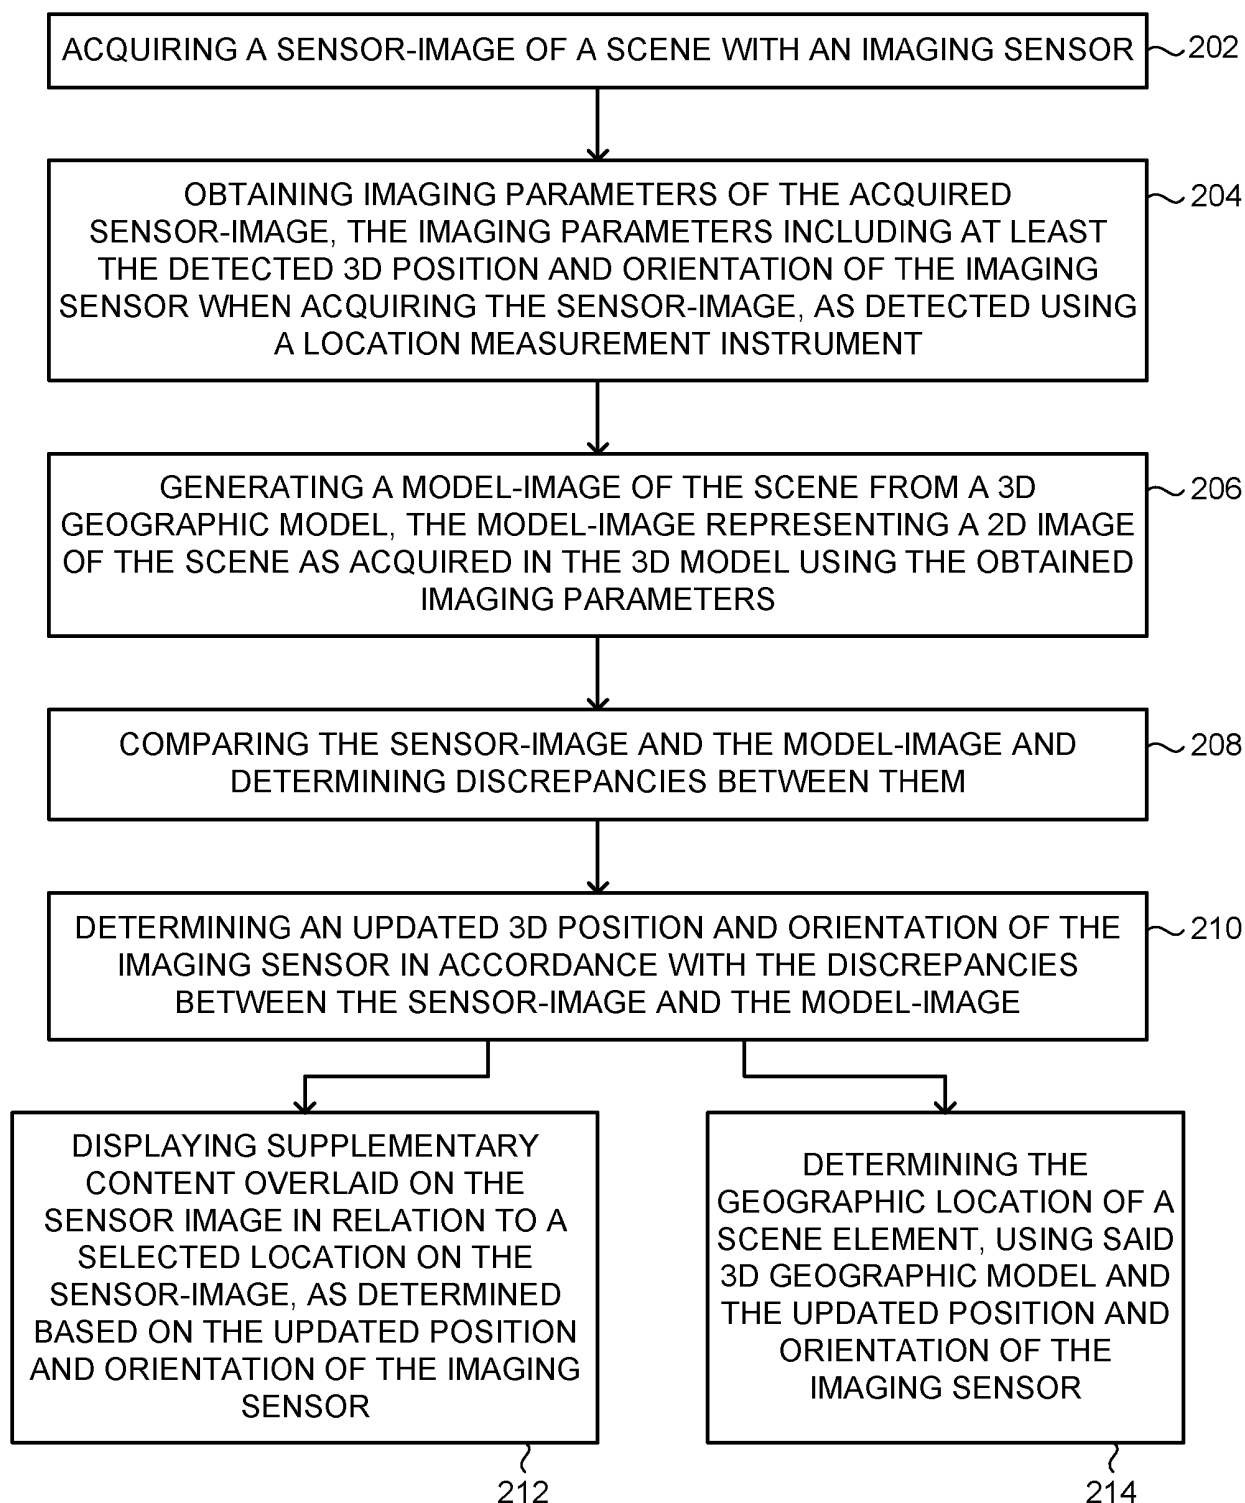 ACQUIRING A SENSOR-IMAGE OF A SCENE WITH AN IMAGING SENSOR
202
OBTAINING IMAGING PARAMETERS OF THE ACQUIRED
SENSOR-IMAGE, THE IMAGING PARAMETERS INCLUDING AT LEAST
THE DETECTED 3D POSITION AND ORIENTATION OF THE IMAGING
SENSOR WHEN ACQUIRING THE SENSOR-IMAGE, AS DETECTED USING
A LOCATION MEASUREMENT INSTRUMENT
204
GENERATING A MODEL-IMAGE OF THE SCENE FROM A 3D
GEOGRAPHIC MODEL, THE MODEL-IMAGE REPRESENTING A 2D IMAGE
OF THE SCENE AS ACQUIRED IN THE 3D MODEL USING THE OBTAINED
IMAGING PARAMETERS
206
COMPARING THE SENSOR-IMAGE AND THE MODEL-IMAGE AND
DETERMINING DISCREPANCIES BETWEEN THEM
208
DETERMINING AN UPDATED 3D POSITION AND ORIENTATION OF THE
IMAGING SENSOR IN ACCORDANCE WITH THE DISCREPANCIES
BETWEEN THE SENSOR-IMAGE AND THE MODEL-IMAGE
210
DISPLAYING SUPPLEMENTARY
CONTENT OVERLAID ON THE
SENSOR IMAGE IN RELATION TO A
SELECTED LOCATION ON THE
SENSOR-IMAGE, AS DETERMINED
BASED ON THE UPDATED POSITION
AND ORIENTATION OF THE IMAGING
SENSOR
212
DETERMINING THE
GEOGRAPHIC LOCATION OF A
SCENE ELEMENT, USING SAID
3D GEOGRAPHIC MODEL AND
THE UPDATED POSITION AND
ORIENTATION OF THE
IMAGING SENSOR
214